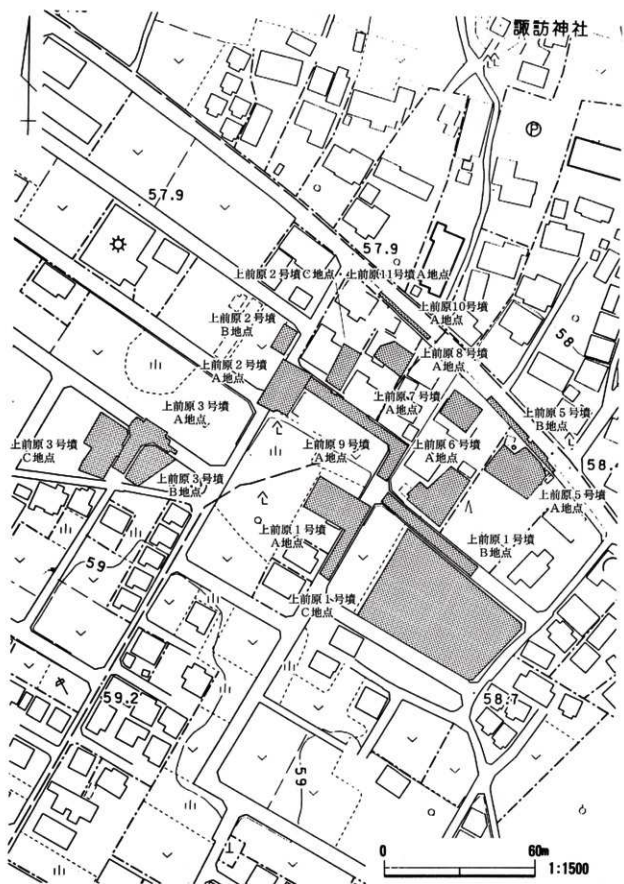 諏訪神社
P
57.9
57.9
上前原2号墳C地点
上前原11号墳A地点
上前原10号墳
A地点
上前原2号墳
B地点
58
上前原8号墳
A地点
上前原2号墳
A地点
上前原7号墳
A地点
上前原5号墳
B地点
上前原3号墳
A地点
上前原3号墳
C地点
上前原9号墳
A地点
上前原6号墳
A地点
上前原3号墳
B地点
上前原5号墳
A地点
上前原1号墳
A地点
上前原1号墳
B地点
59
上前原1号墳
C地点
59.2
58.7
59
0 60m
1:1500